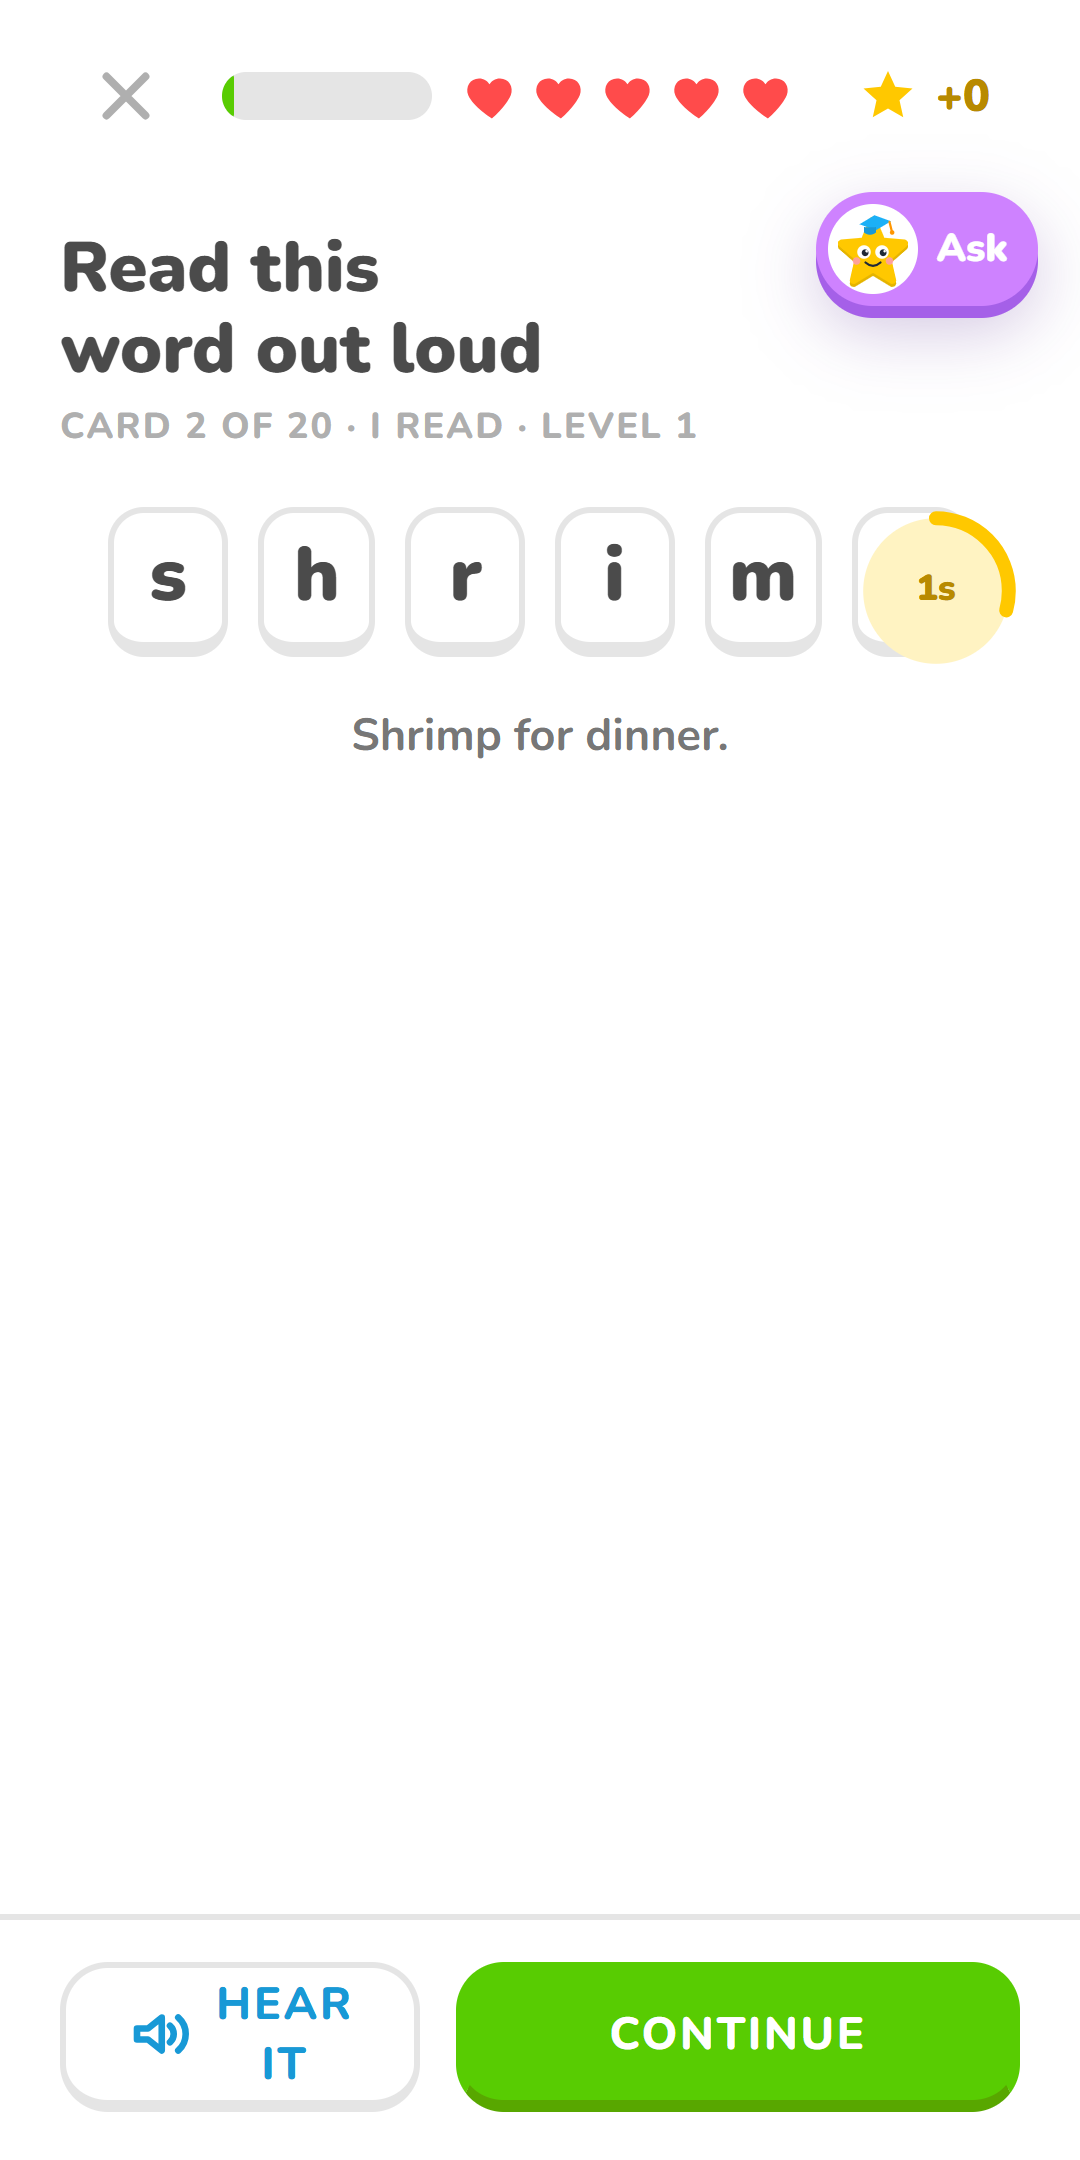 +0
Ask
Read this
word out loud
CARD 2 OF 20 · I READ · LEVEL 1
s h r i m
1s
Shrimp for dinner.
HEAR
IT
CONTINUE